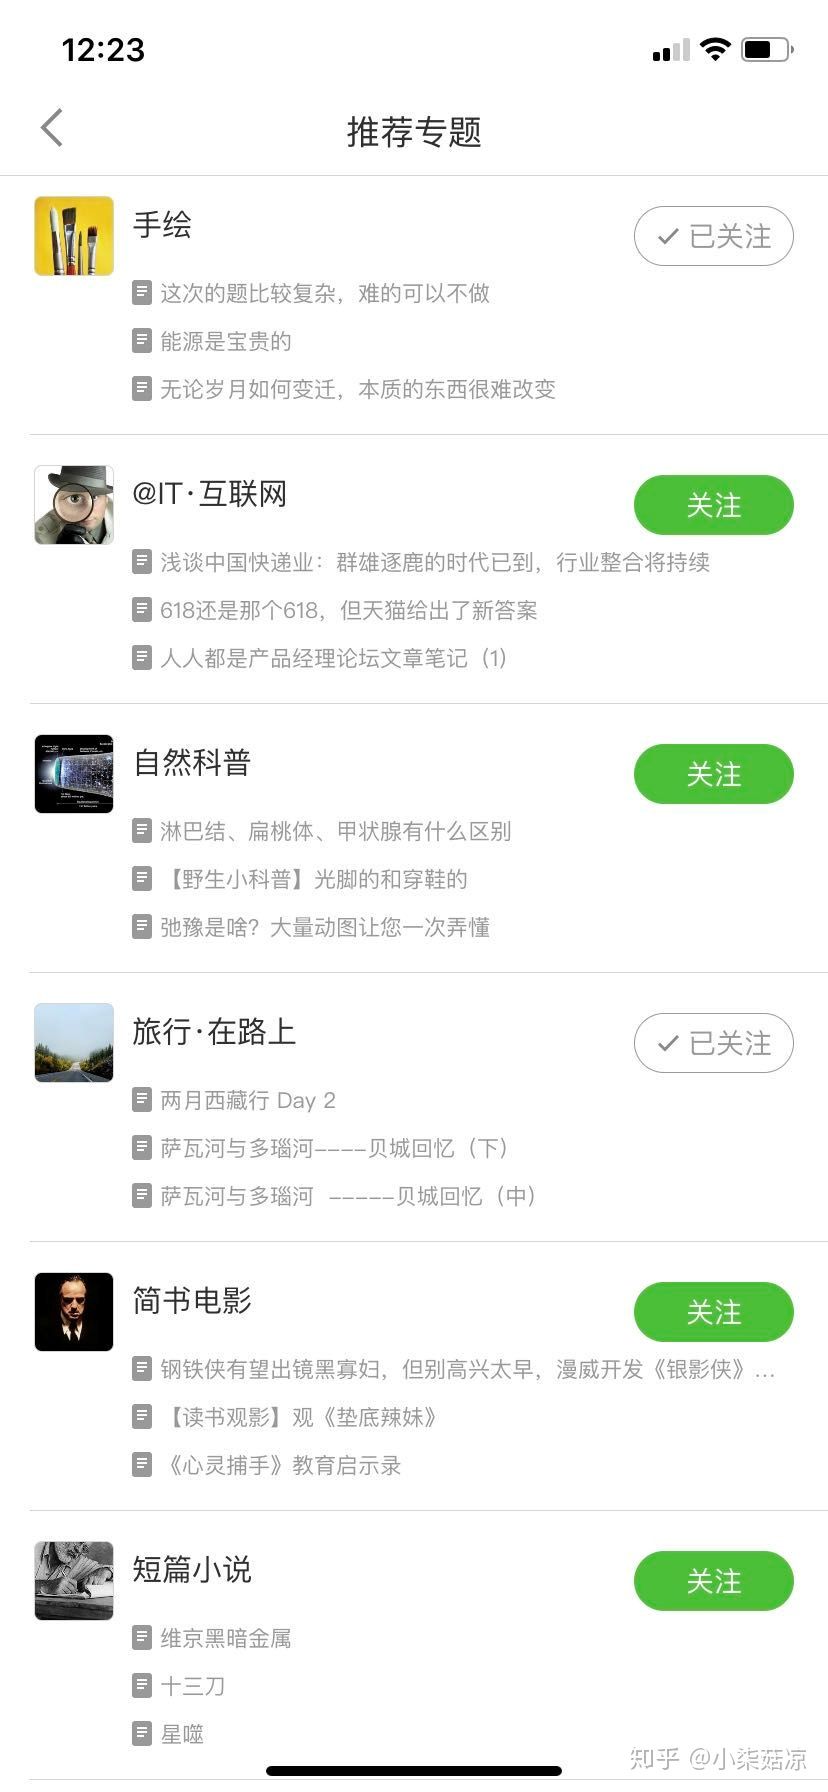 12:23
推荐专题
手绘
已关注
这次的题比较复杂，难的可以不做
能源是宝贵的
无论岁月如何变迁，本质的东西很难改变
@IT·互联网
关注
浅谈中国快递业：群雄逐鹿的时代已到，行业整合将持续
618还是那个618，但天猫给出了新答案
人人都是产品经理论坛文章笔记（1）
自然科普
关注
淋巴结、扁桃体、甲状腺有什么区别
【野生小科普】光脚的和穿鞋的
弛豫是啥？大量动图让您一次弄懂
旅行·在路上
已关注
两月西藏行 Day 2
萨瓦河与多瑙河----贝城回忆（下）
萨瓦河与多瑙河 -----贝城回忆（中）
简书电影
关注
钢铁侠有望出镜黑寡妇，但别高兴太早，漫威开发《银影侠》...
【读书观影】观《垫底辣妹》
《心灵捕手》教育启示录
短篇小说
关注
维京黑暗金属
十三刀
星噬
知乎 @小柒菇凉